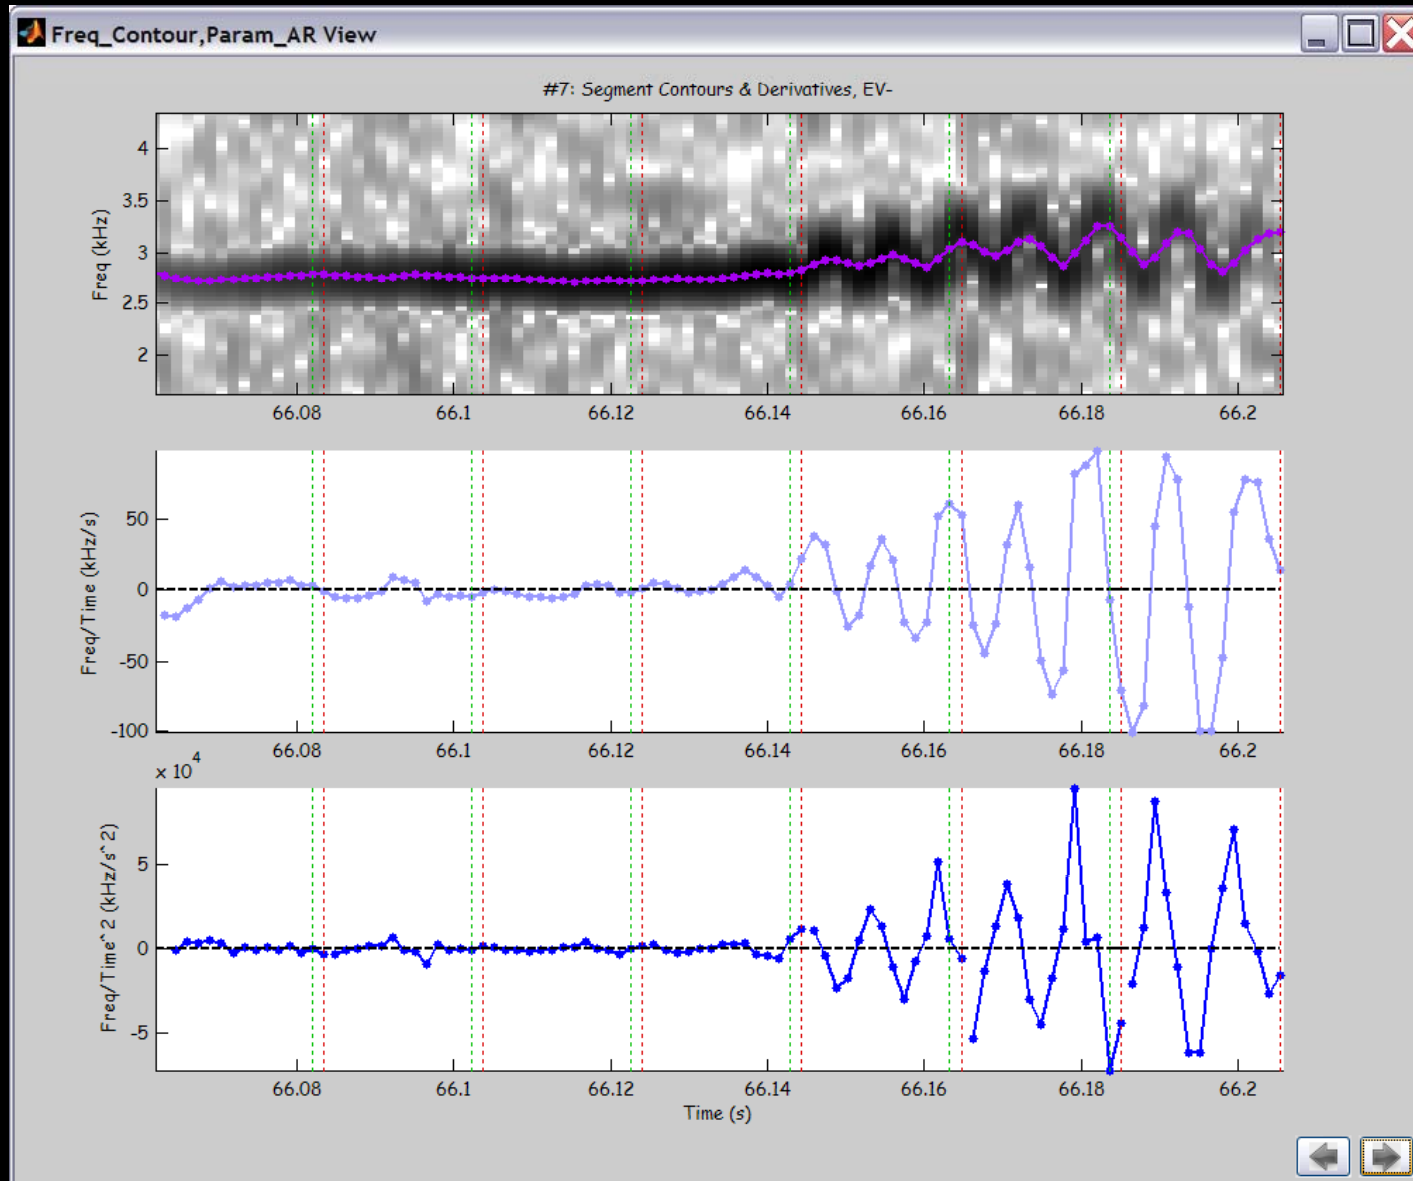 Freq_Contour,Param_AR View
#7: Segment Contours & Derivatives, EV-
Freq (kHz)
4
3.5
3
2.5
2
66.08 66.1 66.12 66.14 66.16 66.18 66.2
Freq/Time (kHz/s)
50
0
-50
-100
66.08 66.1 66.12 66.14 66.16 66.18 66.2
x 10^4
Freq/Time^2 (kHz/s^2)
5
0
-5
66.08 66.1 66.12 66.14 66.16 66.18 66.2
Time (s)